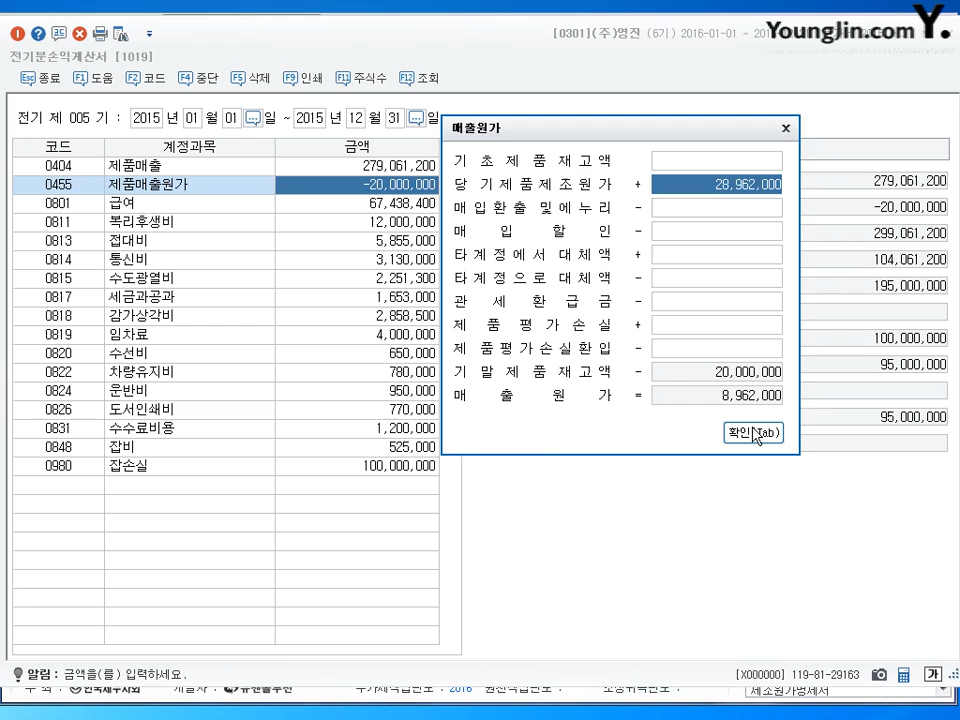 Younglin.com Y.
[0301](주)영진 (6기) 2016-01-01 ~ 2016-
전기분손익계산서 [1019]
Esc 종료 F1 도움 F2 코드 F4 중단 F5 삭제 F9 인쇄 F11 주식수 F12 조회
전기 제 005 기 : 2015 년 01 월 01 일 ~ 2015 년 12 월 31 일
코드 계정과목 금액
0404 제품매출 279,061,200
0455 제품매출원가 -20,000,000
0801 급여 67,438,400
0811 복리후생비 12,000,000
0813 접대비 5,855,000
0814 통신비 3,130,000
0815 수도광열비 2,251,300
0817 세금과공과 1,653,000
0818 감가상각비 2,858,500
0819 임차료 4,000,000
0820 수선비 650,000
0822 차량유지비 780,000
0824 운반비 950,000
0826 도서인쇄비 770,000
0831 수수료비용 1,200,000
0848 잡비 525,000
0980 잡손실 100,000,000
매출원가 x
기 초 제 품 재 고 액
당 기 제 품 제 조 원 가 + 28,962,000
매 입 환 출 및 에 누 리 -
매 입 할 인 -
타 계 정 에 서 대 체 액 +
타 계 정 으 로 대 체 액 -
관 세 환 급 금 -
제 품 평 가 손 실 +
제 품 평 가 손 실 환 입 -
기 말 제 품 재 고 액 - 20,000,000
매 출 원 가 = 8,962,000
확인(Tab)
279,061,200
-20,000,000
299,061,200
104,061,200
195,000,000
100,000,000
95,000,000
95,000,000
알림 : 금액을(를) 입력하세요.
[X000000] 119-81-29163 가